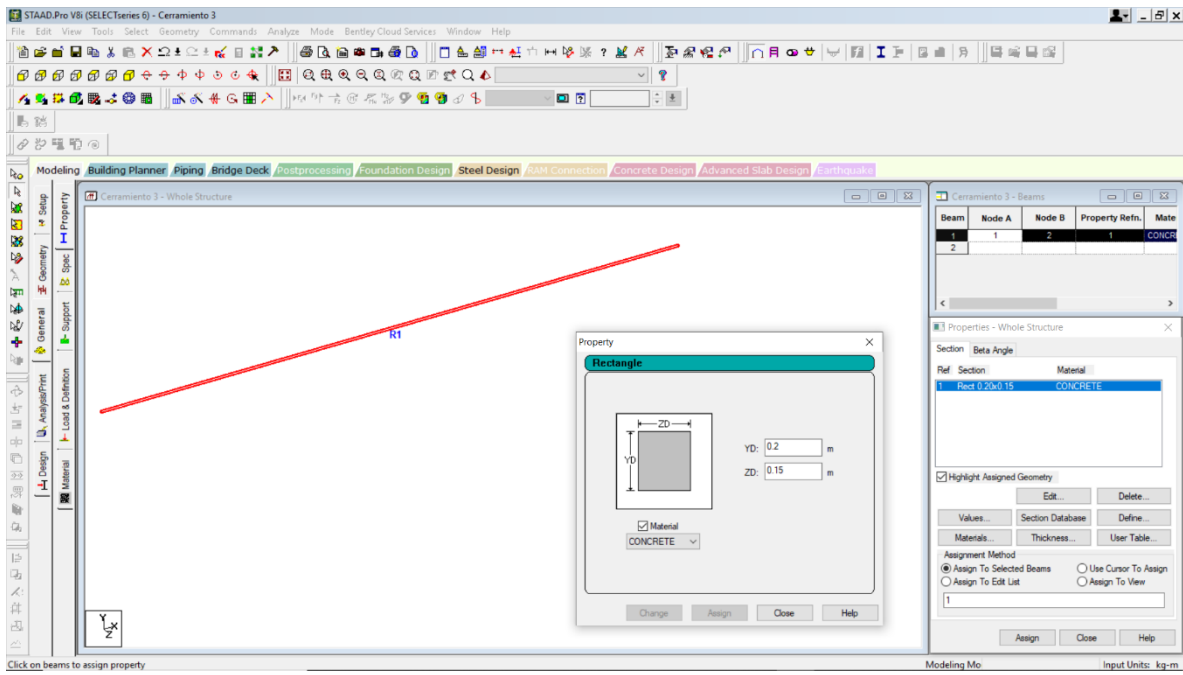 STAAD.Pro V8i (SELECTseries 6) - Cerramiento 3
File Edit View Tools Select Geometry Commands Analyze Mode Bentley Cloud Services Window Help
Modeling Building Planner Piping Bridge Deck Postprocessing Foundation Design Steel Design RAM Connection Concrete Design Advanced Slab Design Earthquake
Setup
Geometry
General
Analysis/Print
Design
Property
Spec
Support
Load & Definition
Material
Cerramiento 3 - Whole Structure
R1
Y
X
Z
Property
Rectangle
ZD
YD
YD: 0.2 m
ZD: 0.15 m
Material
CONCRETE
Change Assign Close Help
Cerramiento 3 - Beams
Beam Node A Node B Property Refn. Mate
1 1 2 1 CONCR
2
Properties - Whole Structure
Section Beta Angle
Ref Section Material
1 Rect 0.20x0.15 CONCRETE
Highlight Assigned Geometry
Edit... Delete...
Values... Section Database Define...
Materials... Thickness... User Table...
Assignment Method
Assign To Selected Beams Use Cursor To Assign
Assign To Edit List Assign To View
1
Assign Close Help
Click on beams to assign property
Modeling Mo Input Units: kg-m